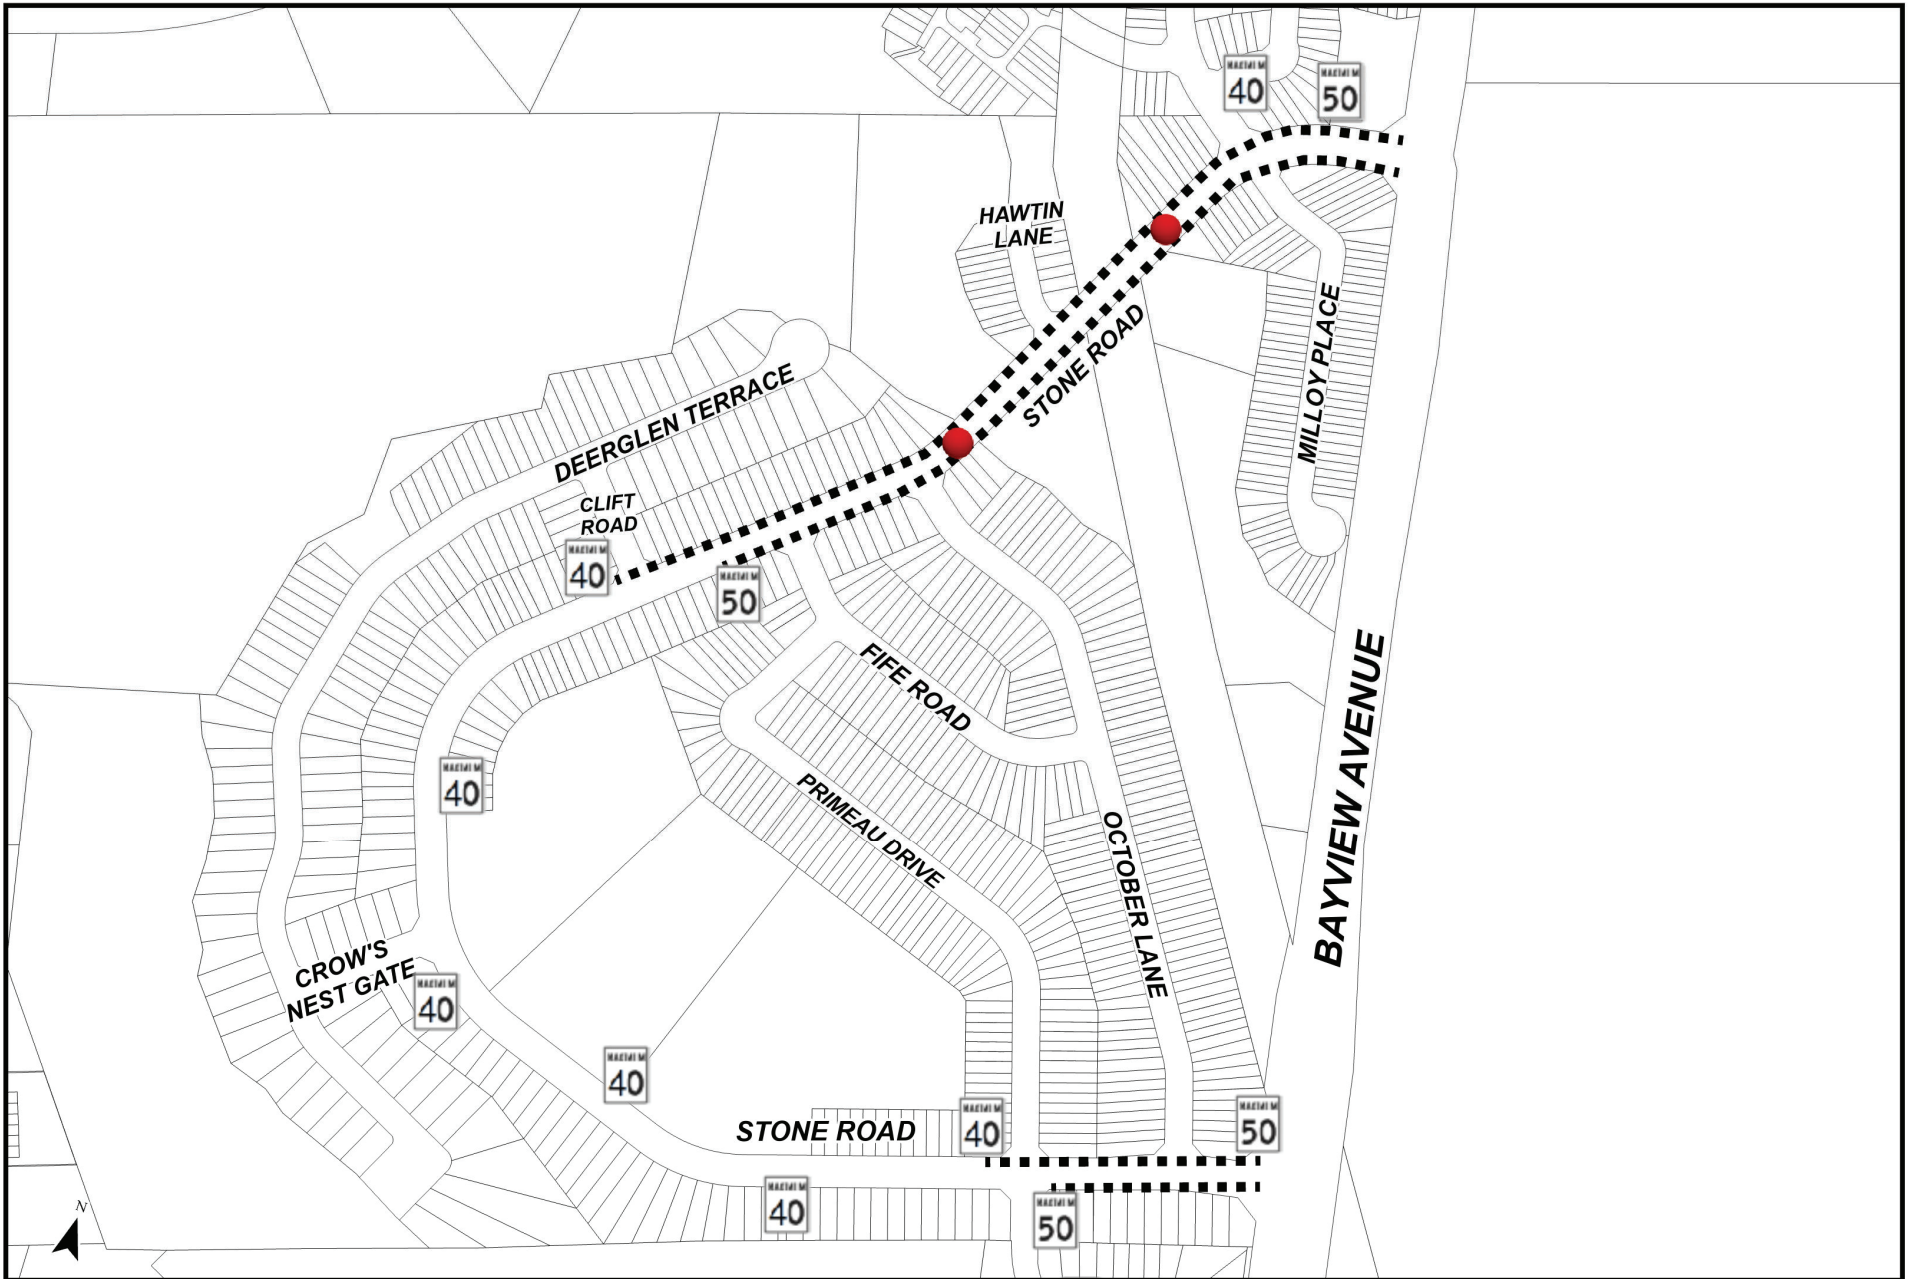 40
50
HAWTIN
LANE
STONE ROAD
MILLOY PLACE
DEERGLEN TERRACE
CLIFT
ROAD
40
50
FIFE ROAD
BAYVIEW AVENUE
40
PRIMEAU DRIVE
OCTOBER LANE
CROW'S
NEST GATE
40
40
STONE ROAD
40
50
40
50
N